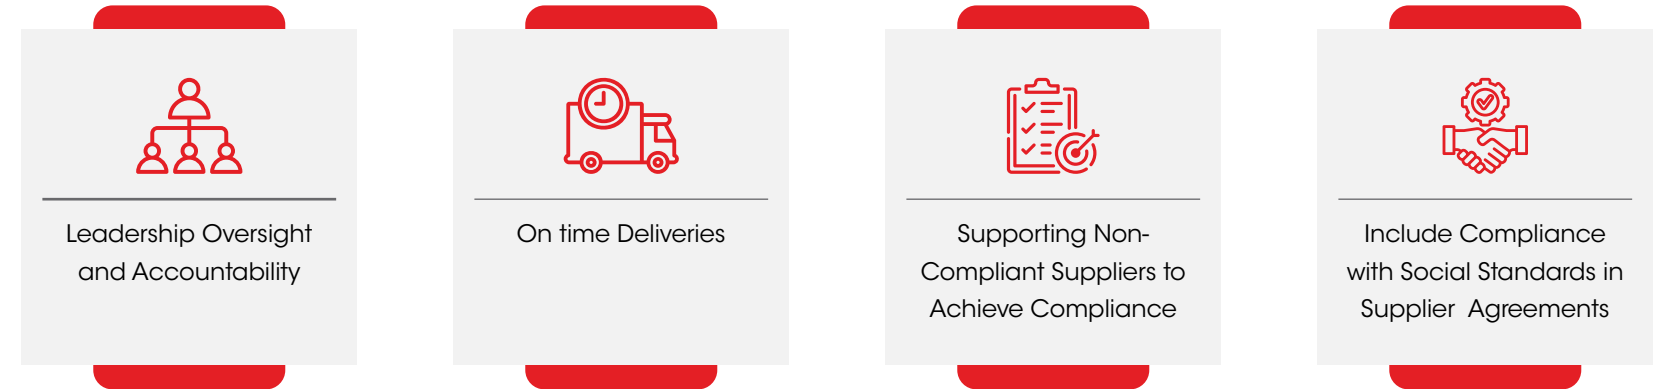 Leadership Oversight
and Accountability
On time Deliveries
Supporting Non-
Compliant Suppliers to
Achieve Compliance
Include Compliance
with Social Standards in
Supplier  Agreements